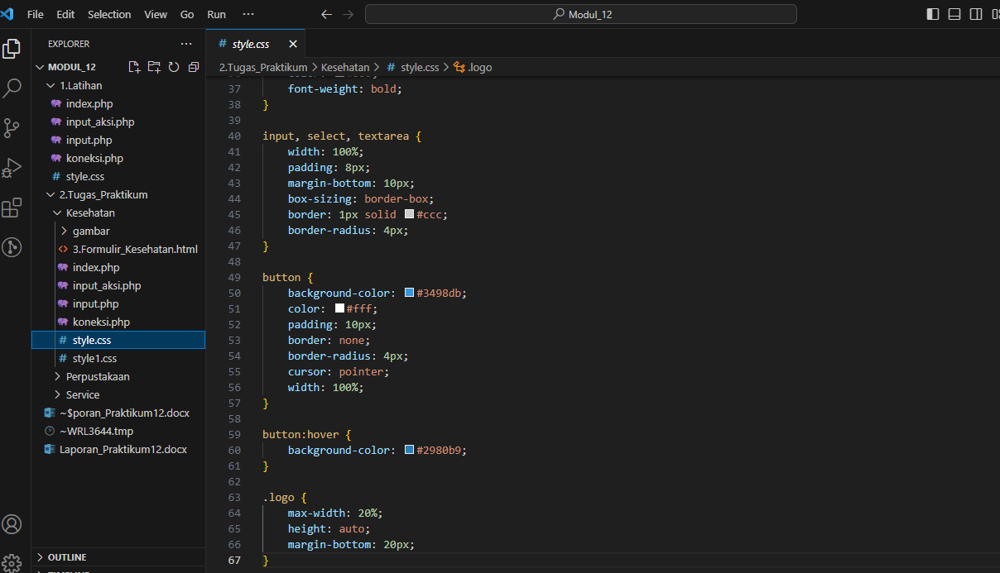 File Edit Selection View Go Run ···
Modul_12
EXPLORER ···
MODUL_12
1.Latihan
index.php
input_aksi.php
input.php
koneksi.php
# style.css
2.Tugas_Praktikum
Kesehatan
gambar
<> 3.Formulir_Kesehatan.html
index.php
input_aksi.php
input.php
koneksi.php
# style.css
# style1.css
Perpustakaan
Service
~$poran_Praktikum12.docx
~WRL3644.tmp
Laporan_Praktikum12.docx
OUTLINE
# style.css
2.Tugas_Praktikum > Kesehatan > # style.css > .logo
37 font-weight: bold;
38 }
39
40 input, select, textarea {
41 width: 100%;
42 padding: 8px;
43 margin-bottom: 10px;
44 box-sizing: border-box;
45 border: 1px solid #ccc;
46 border-radius: 4px;
47 }
48
49 button {
50 background-color: #3498db;
51 color: #fff;
52 padding: 10px;
53 border: none;
54 border-radius: 4px;
55 cursor: pointer;
56 width: 100%;
57 }
58
59 button:hover {
60 background-color: #2980b9;
61 }
62
63 .logo {
64 max-width: 20%;
65 height: auto;
66 margin-bottom: 20px;
67 }